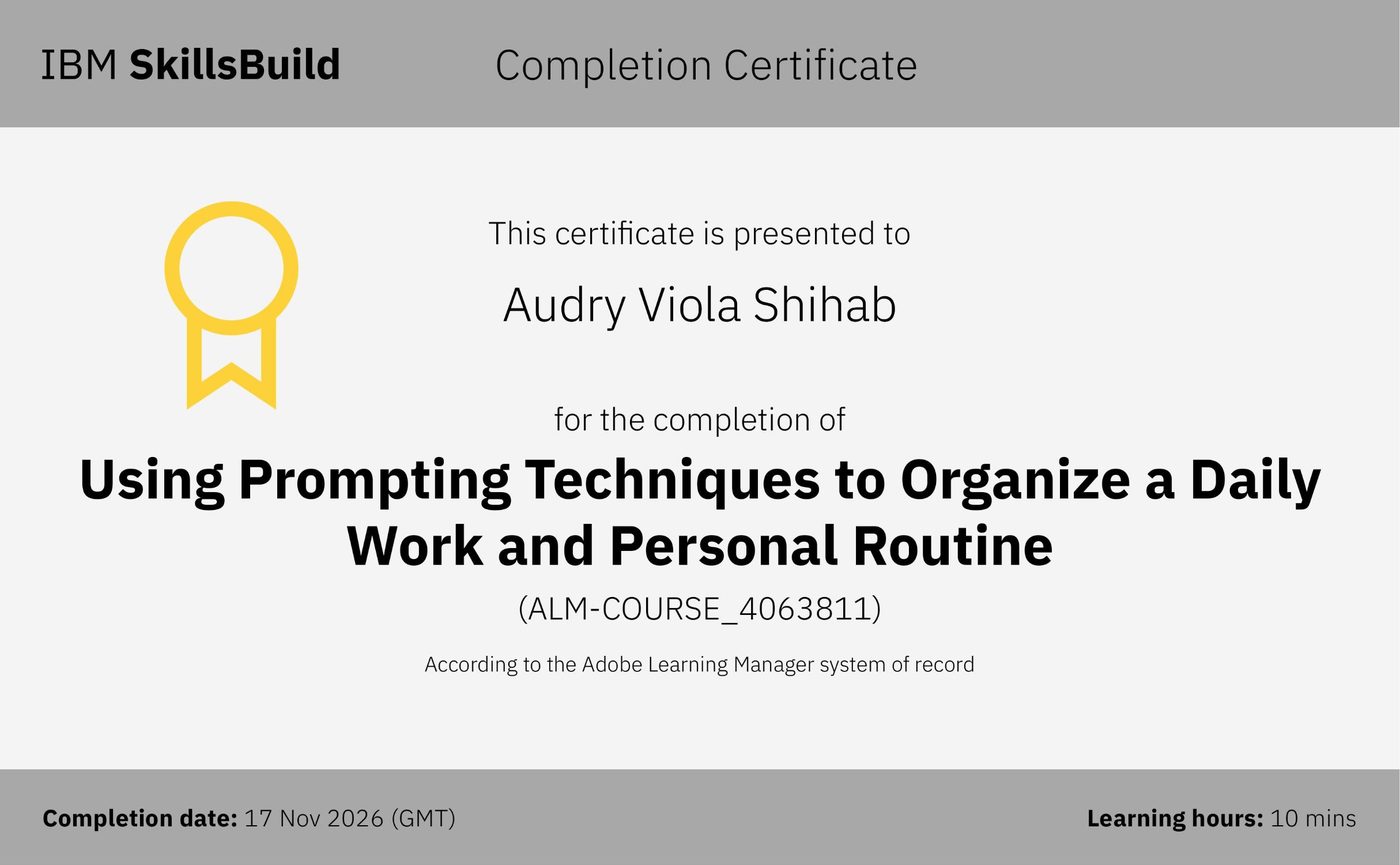 IBM SkillsBuild
Completion Certificate
This certificate is presented to
Audry Viola Shihab
for the completion of
Using Prompting Techniques to Organize a Daily
Work and Personal Routine
(ALM-COURSE_4063811)
According to the Adobe Learning Manager system of record
Completion date: 17 Nov 2026 (GMT)
Learning hours: 10 mins